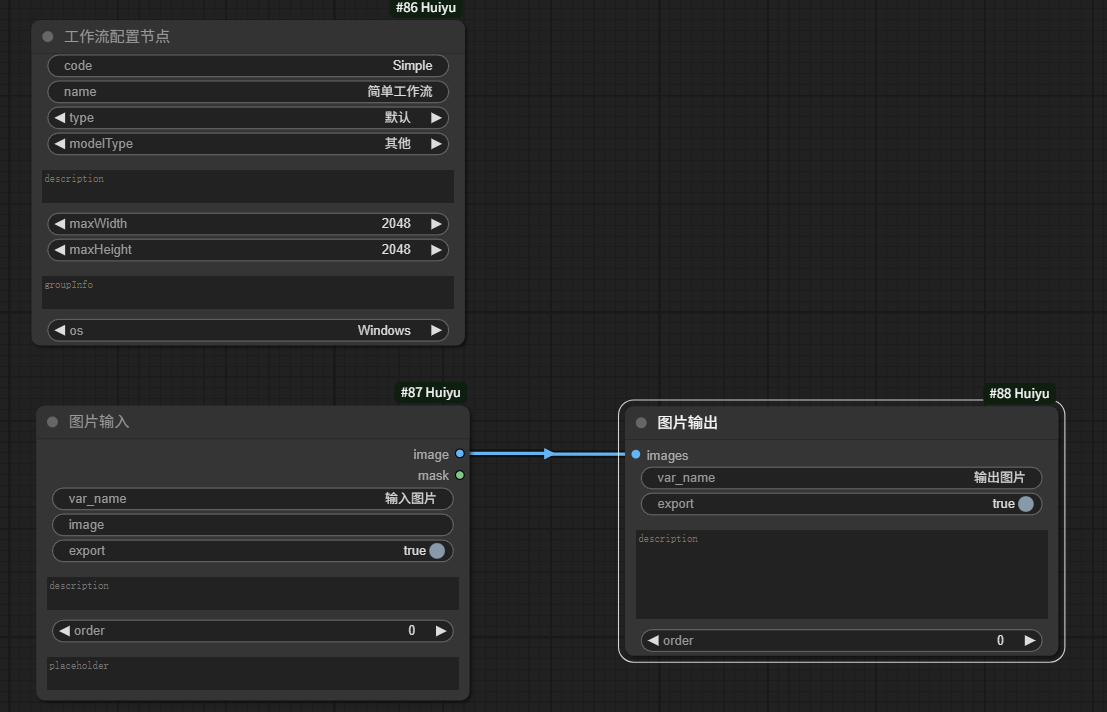 #86 Huiyu
工作流配置节点
code Simple
name 简单工作流
type 默认
modelType 其他
description
maxWidth 2048
maxHeight 2048
groupInfo
os Windows
#87 Huiyu
图片输入
image
mask
var_name 输入图片
image
export true
description
order 0
placeholder
#88 Huiyu
图片输出
images
var_name 输出图片
export true
description
order 0